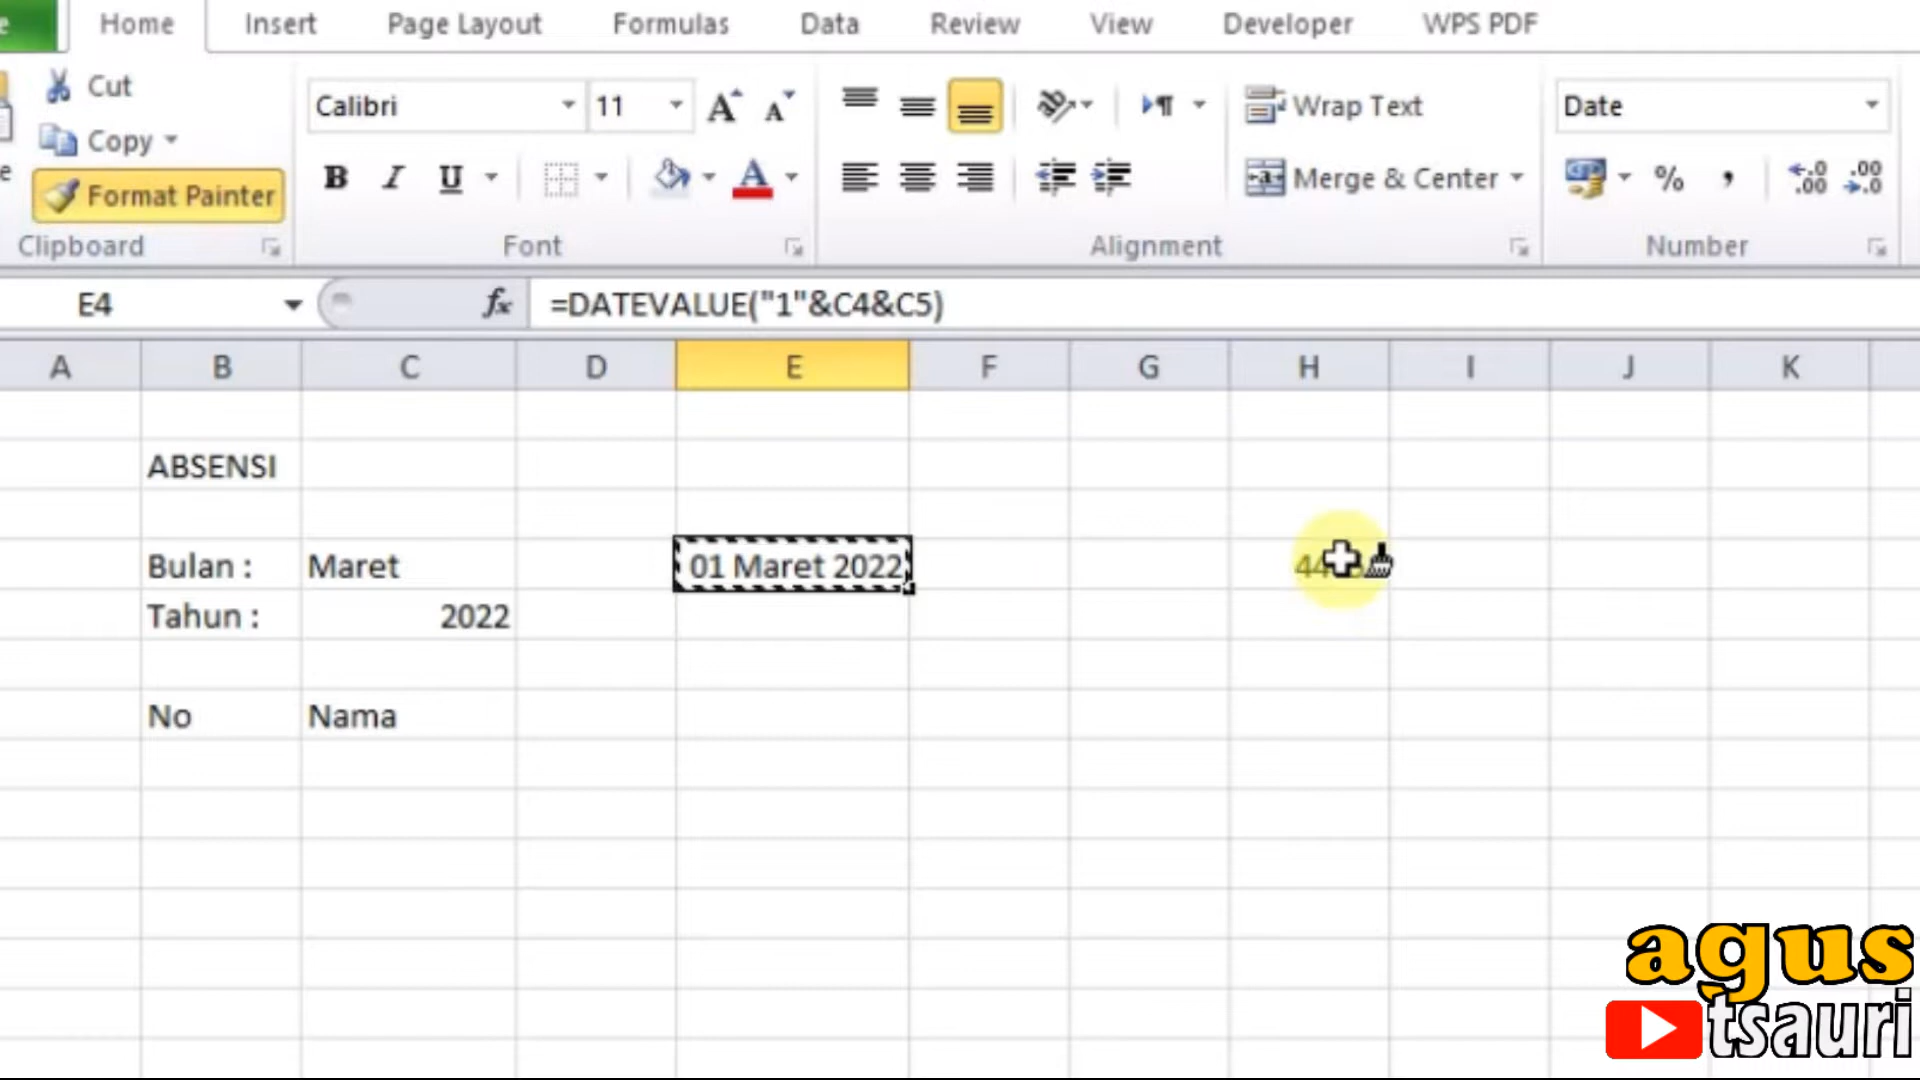 Home Insert Page Layout Formulas Data Review View Developer WPS PDF
Cut
Copy
Format Painter
Clipboard
Calibri 11
B I U A
Font
Wrap Text
Merge & Center
Alignment
Date
% ,
Number
E4 fx =DATEVALUE("1"&C4&C5)
A B C D E F G H I J K
ABSENSI
Bulan : Maret 01 Maret 2022
Tahun : 2022
No Nama
agus
tsauri